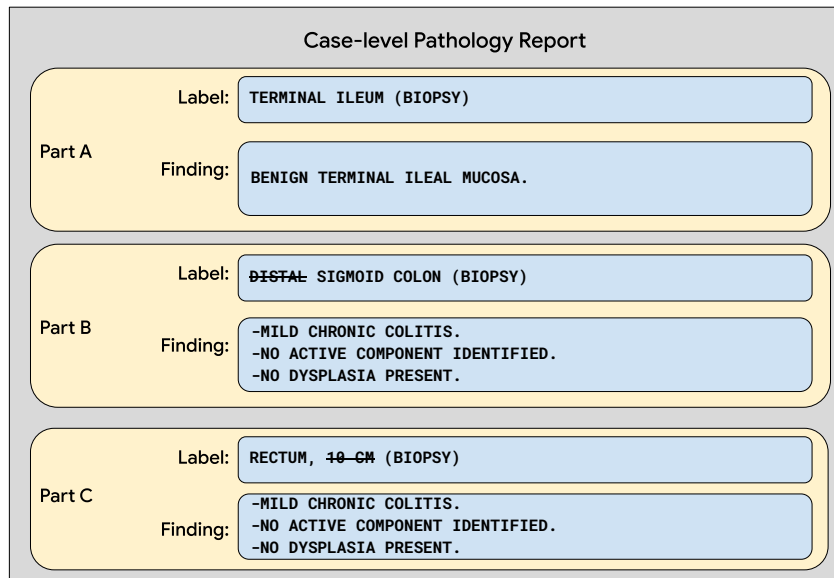 Case-level Pathology Report
Part A
Label: TERMINAL ILEUM (BIOPSY)
Finding: BENIGN TERMINAL ILEAL MUCOSA.
Part B
Label: DISTAL SIGMOID COLON (BIOPSY)
Finding: -MILD CHRONIC COLITIS.
-NO ACTIVE COMPONENT IDENTIFIED.
-NO DYSPLASIA PRESENT.
Part C
Label: RECTUM, 10 CM (BIOPSY)
Finding: -MILD CHRONIC COLITIS.
-NO ACTIVE COMPONENT IDENTIFIED.
-NO DYSPLASIA PRESENT.